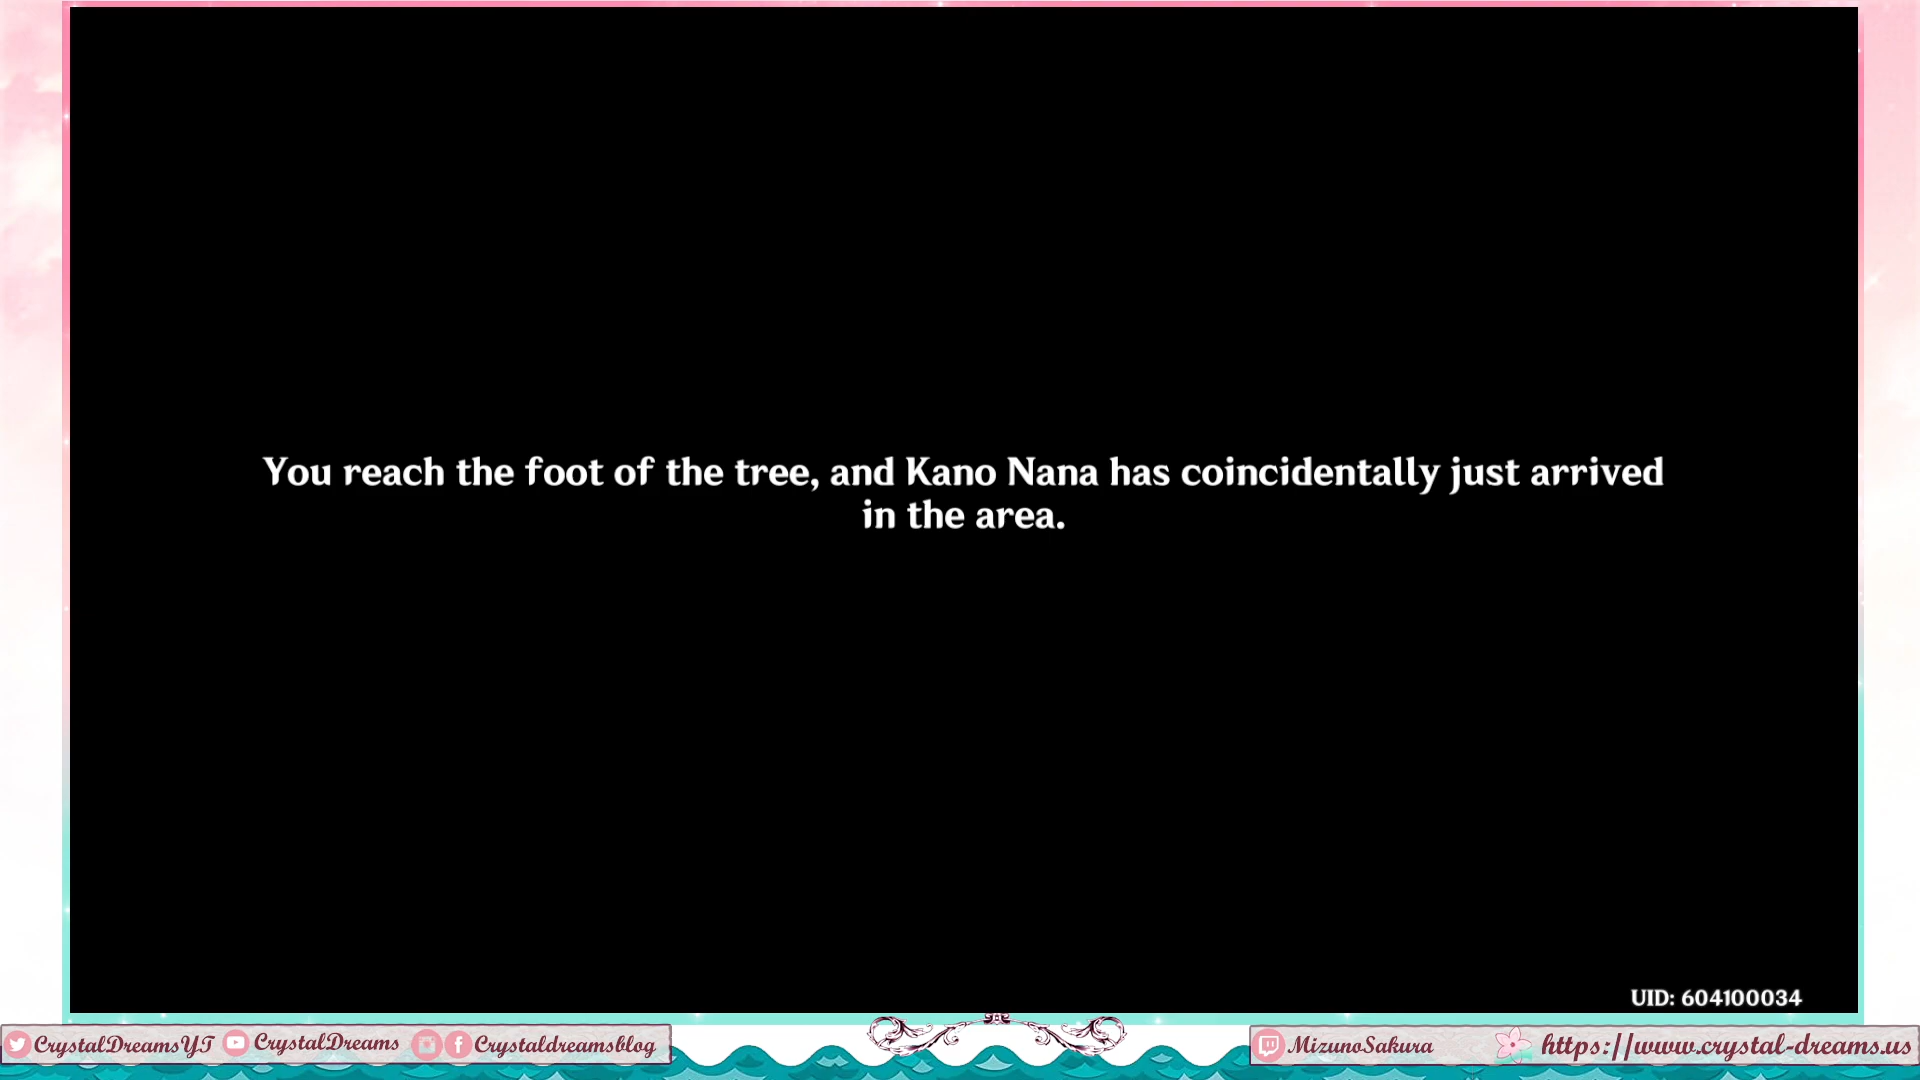 You reach the foot of the tree, and Kano Nana has coincidentally just arrived
in the area.
UID: 604100034
CrystalDreamsYT CrystalDreams Crystaldreamsblog MizunoSakura https://www.crystal-dreams.us